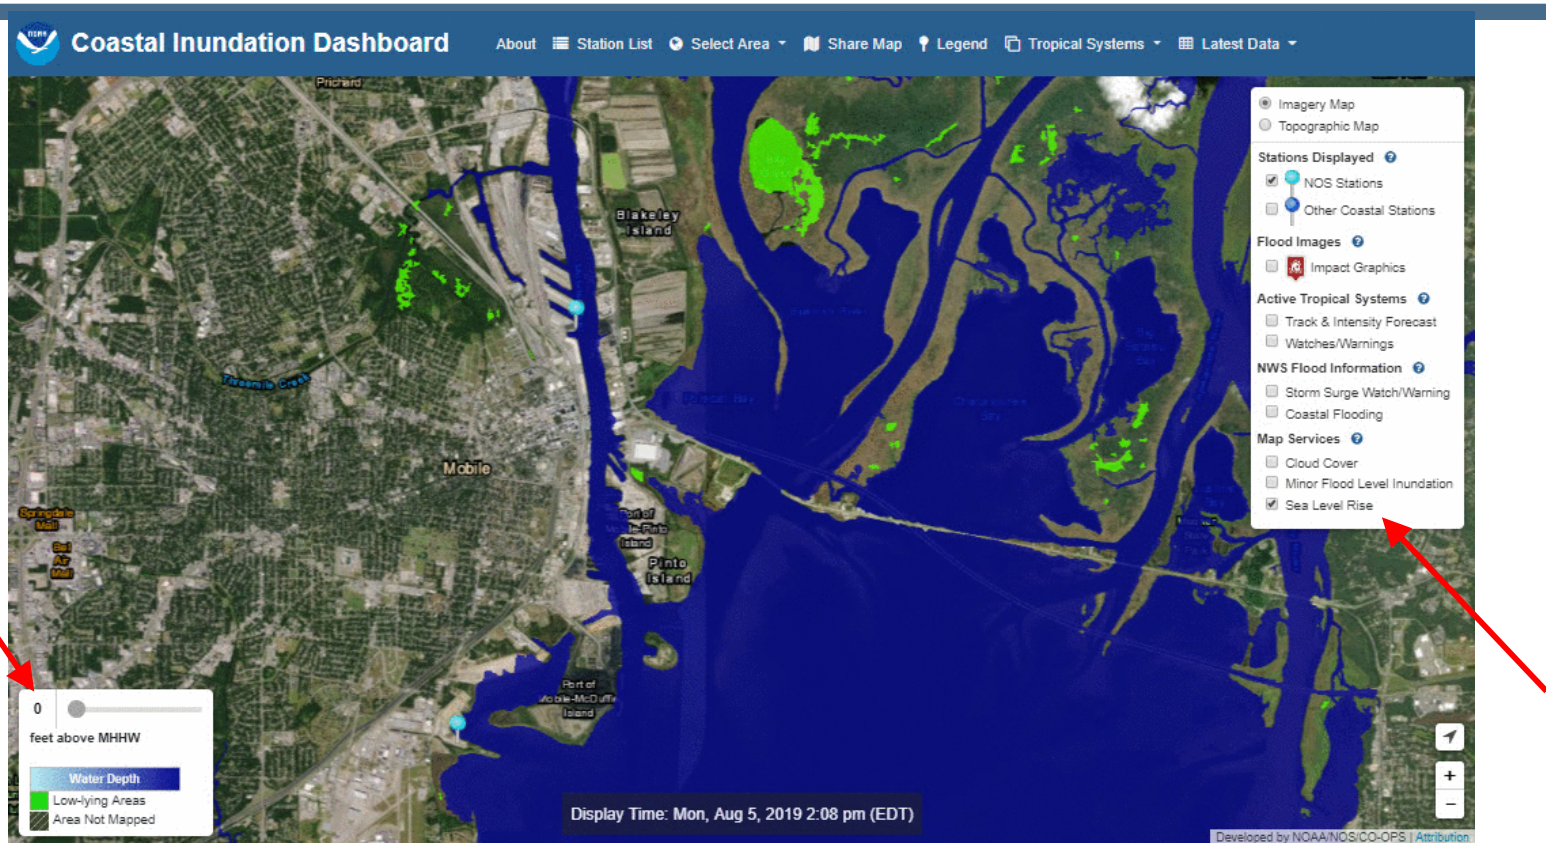 NOAA
Coastal Inundation Dashboard
About
Station List
Select Area
Share Map
Legend
Tropical Systems
Latest Data
Prichard
Imagery Map
Topographic Map
Stations Displayed
NOS Stations
Other Coastal Stations
Flood Images
Impact Graphics
Active Tropical Systems
Track & Intensity Forecast
Watches/Warnings
NWS Flood Information
Storm Surge Watch/Warning
Coastal Flooding
Map Services
Cloud Cover
Minor Flood Level Inundation
Sea Level Rise
Blakeley
Island
Threemile Creek
Mobile
Springdale
Mall
Bel
Air
Mall
Port of
Mobile-Pinto
Island
Pinto
Island
Port of
Mobile-McDuffie
Island
0
feet above MHHW
Water Depth
Low-lying Areas
Area Not Mapped
Display Time: Mon, Aug 5, 2019 2:08 pm (EDT)
+
−
Developed by NOAA/NOS/CO-OPS | Attribution